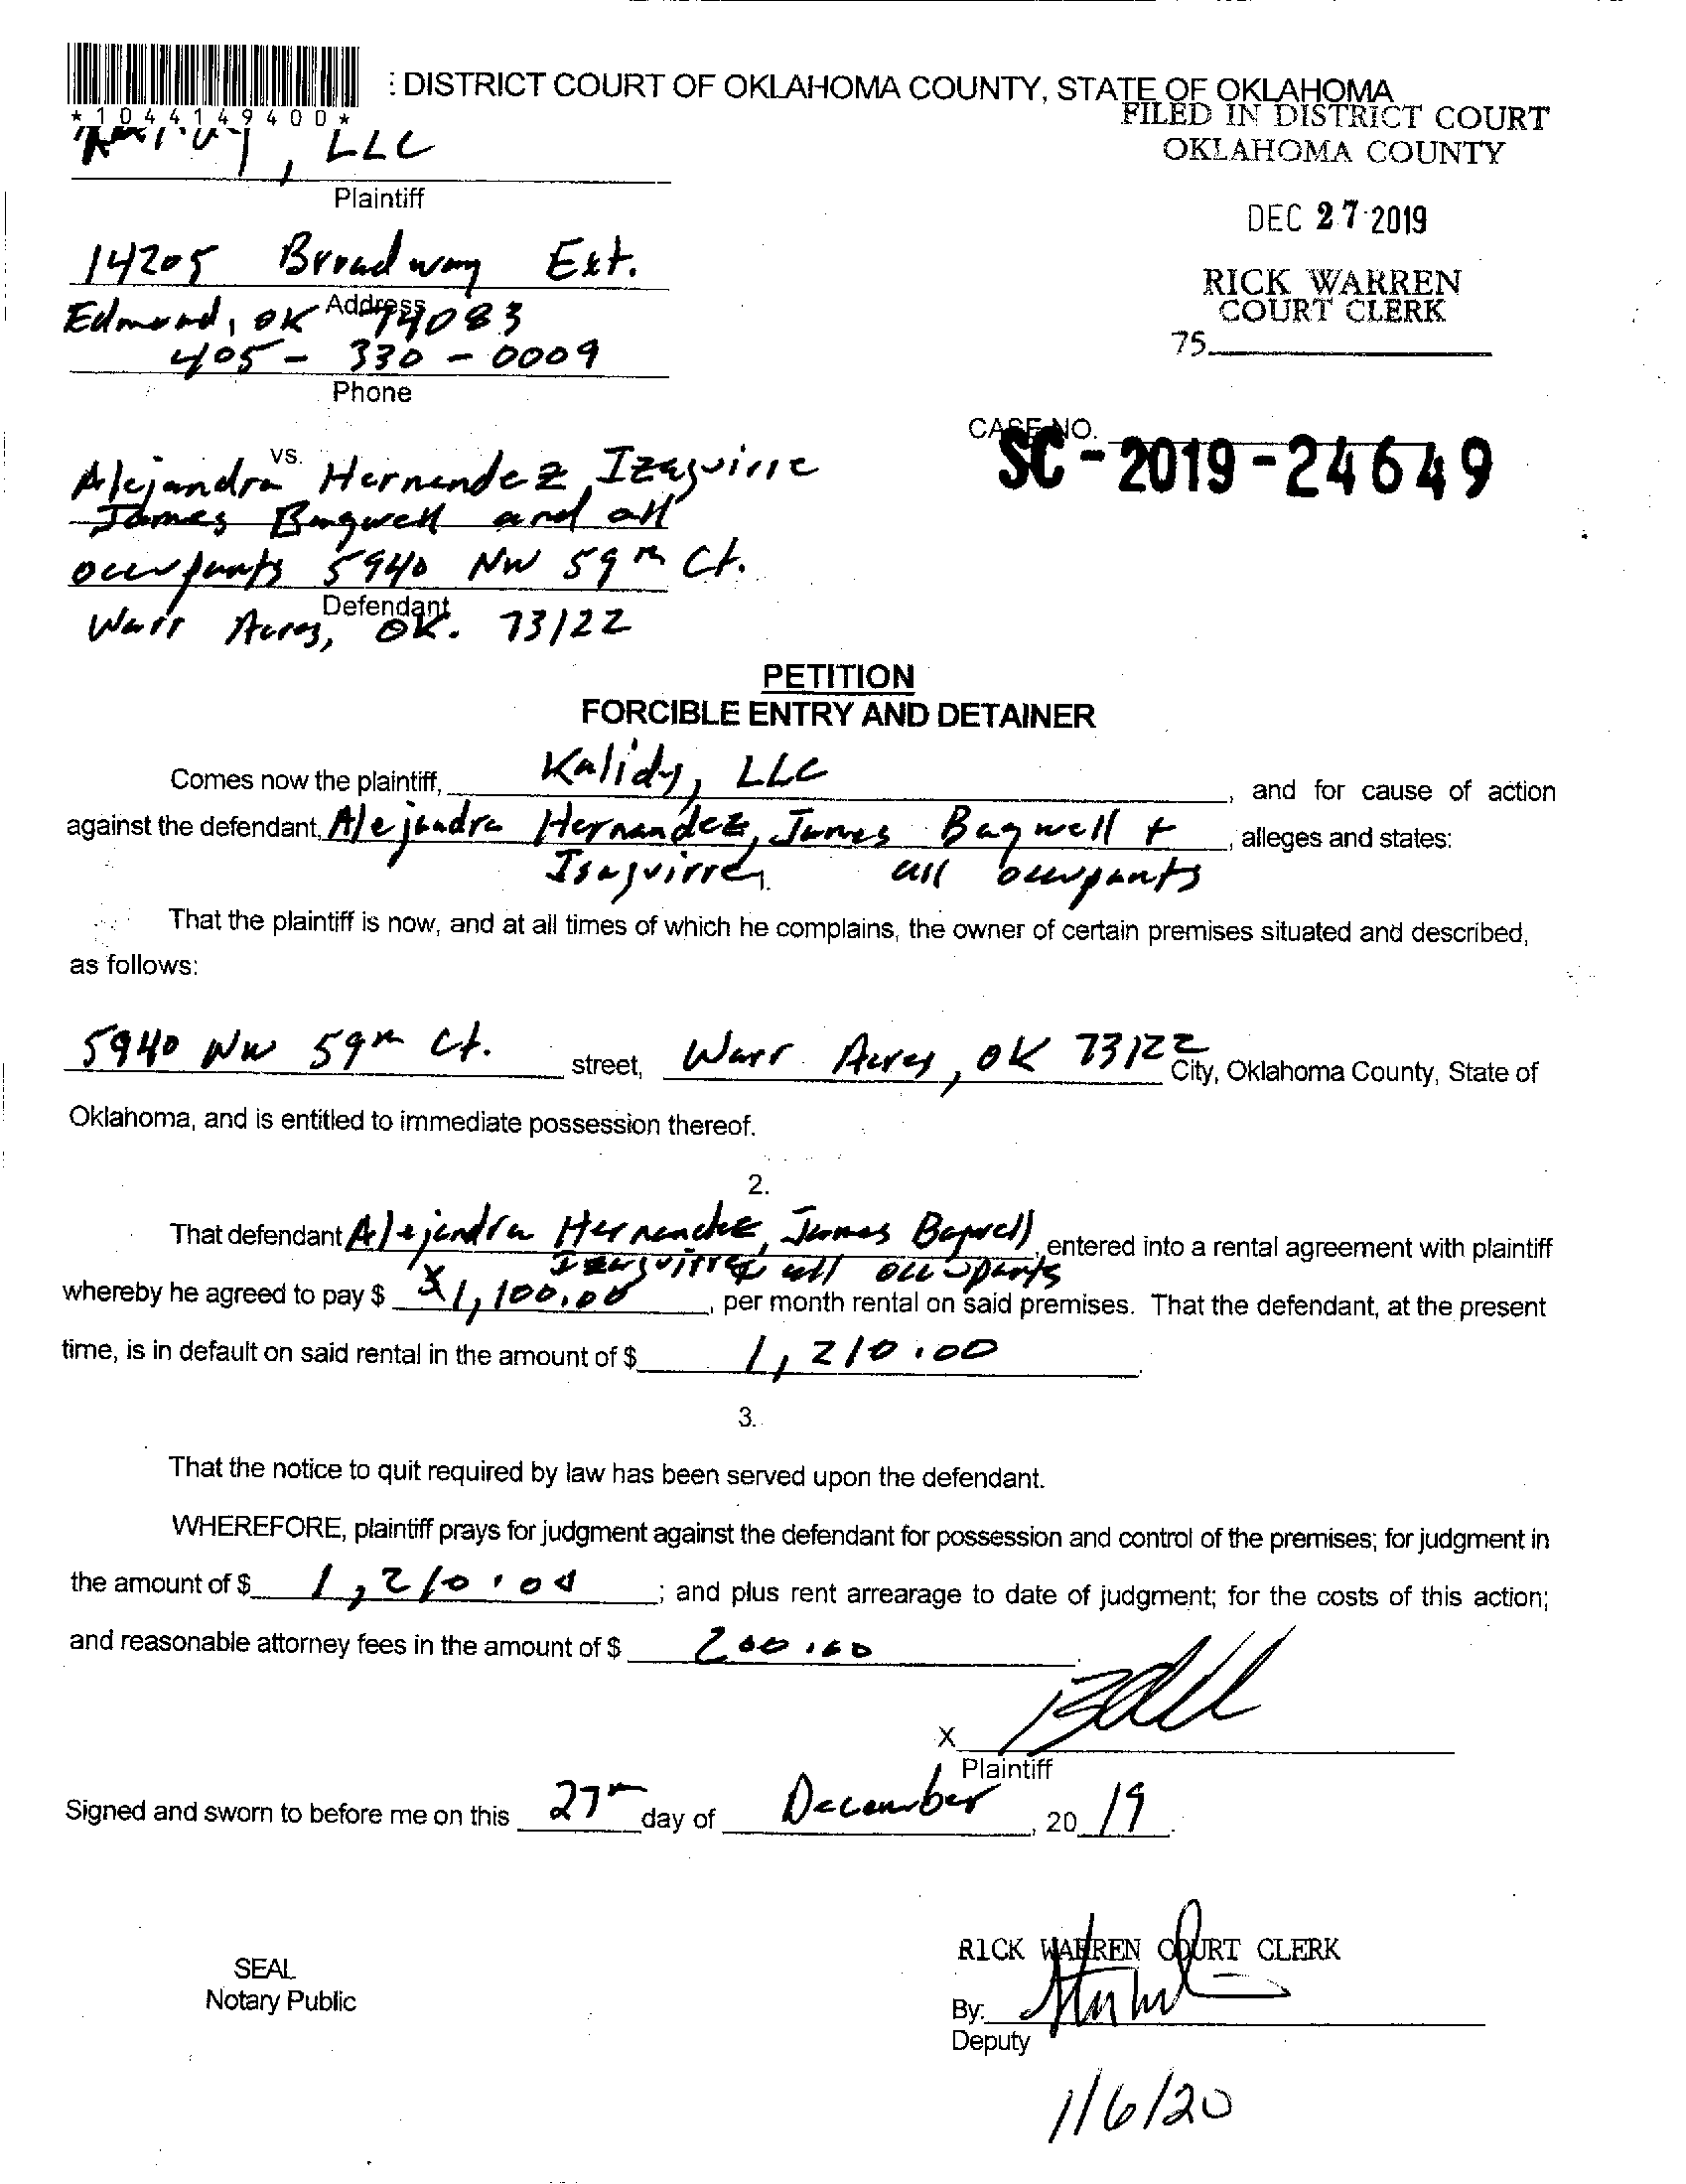 : DISTRICT COURT OF OKLAHOMA COUNTY, STATE OF OKLAHOMA
*1044149400*
FILED IN DISTRICT COURT
OKLAHOMA COUNTY
, LLC
Plaintiff
DEC 27 2019
14205 Broadway Ext.
RICK WARREN
COURT CLERK
Address
Edmond, OK 74083
75
405-330-0009
Phone
CASE NO.
SC-2019-24649
vs.
Alejandra Hernandez, Izaguirre
James Bagwell and all
occupants 5940 NW 59th Ct.
Defendant
Warr Acres, OK. 73122
PETITION
FORCIBLE ENTRY AND DETAINER
Comes now the plaintiff, Kalidy, LLC, and for cause of action
against the defendant, Alejandra Hernandez, James Bagwell +, alleges and states:
Isaguirre, all occupants
That the plaintiff is now, and at all times of which he complains, the owner of certain premises situated and described,
as follows:
5940 NW 59th Ct. street, Warr Acres, OK 73122 City, Oklahoma County, State of
Oklahoma, and is entitled to immediate possession thereof.
2.
That defendant Alejandra Hernandez, James Bagwell, entered into a rental agreement with plaintiff
Izaguirre all occupants
whereby he agreed to pay $ 1,100.00, per month rental on said premises. That the defendant, at the present
time, is in default on said rental in the amount of $ 1,210.00.
3.
That the notice to quit required by law has been served upon the defendant.
WHEREFORE, plaintiff prays for judgment against the defendant for possession and control of the premises; for judgment in
the amount of $ 1,210.00; and plus rent arrearage to date of judgment; for the costs of this action;
and reasonable attorney fees in the amount of $ 200.00.
X
Plaintiff
Signed and sworn to before me on this 27th day of December, 2019.
RICK WARREN COURT CLERK
SEAL
Notary Public
By:
Deputy
1/6/20